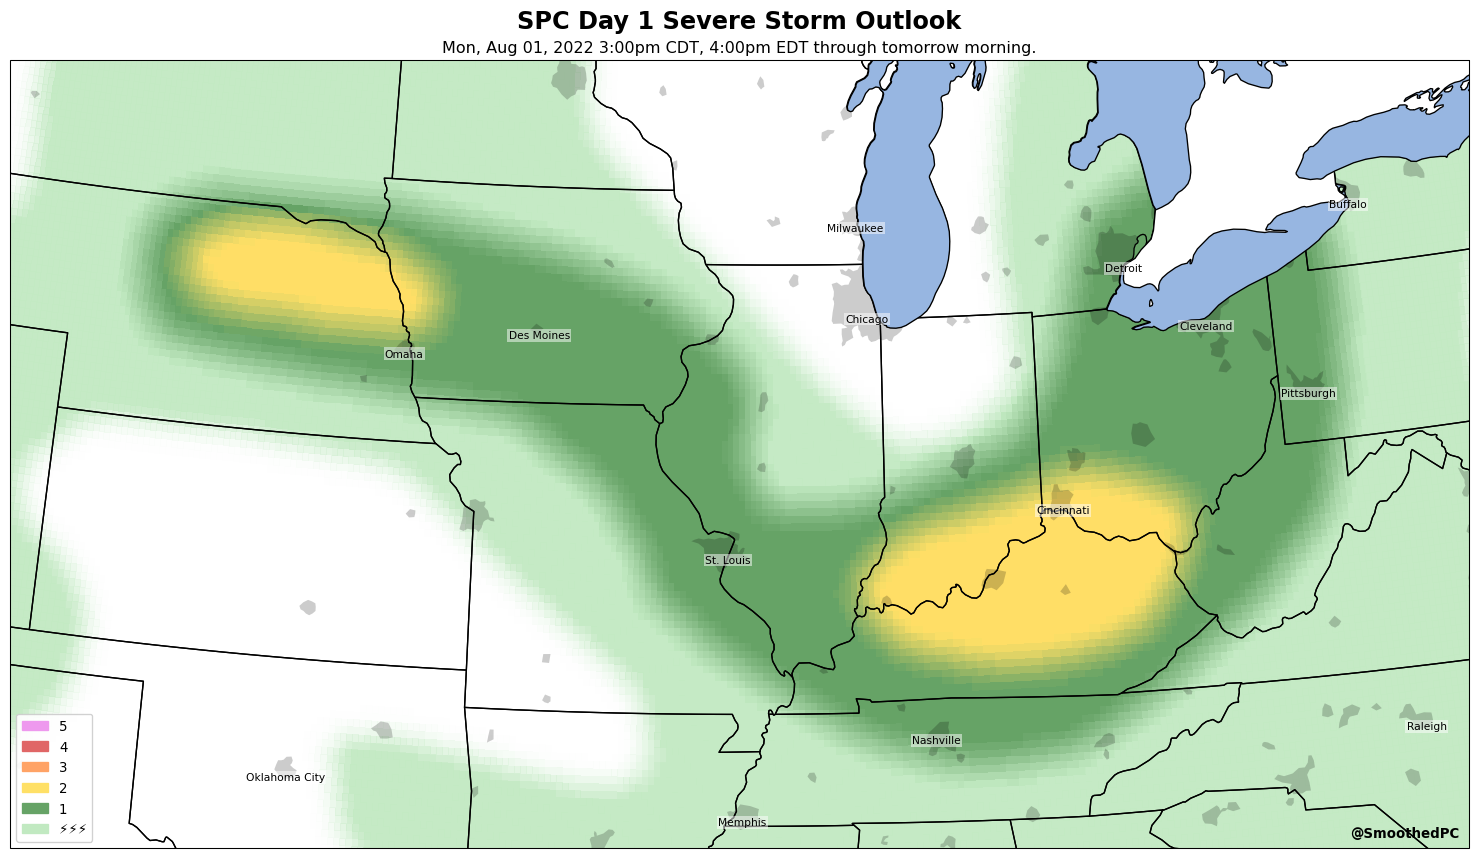 SPC Day 1 Severe Storm Outlook
Mon, Aug 01, 2022 3:00pm CDT, 4:00pm EDT through tomorrow morning.
Buffalo
Milwaukee
Detroit
Chicago
Cleveland
Des Moines
Omaha
Pittsburgh
Cincinnati
St. Louis
Raleigh
Nashville
Oklahoma City
Memphis
5
4
3
2
1
⚡⚡⚡
@SmoothedPC